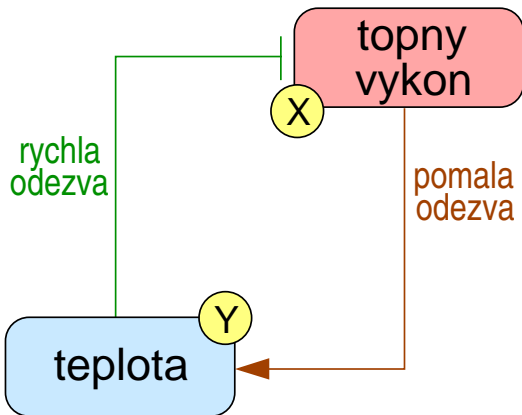 topny
vykon
X
rychla
odezva
pomala
odezva
Y
teplota